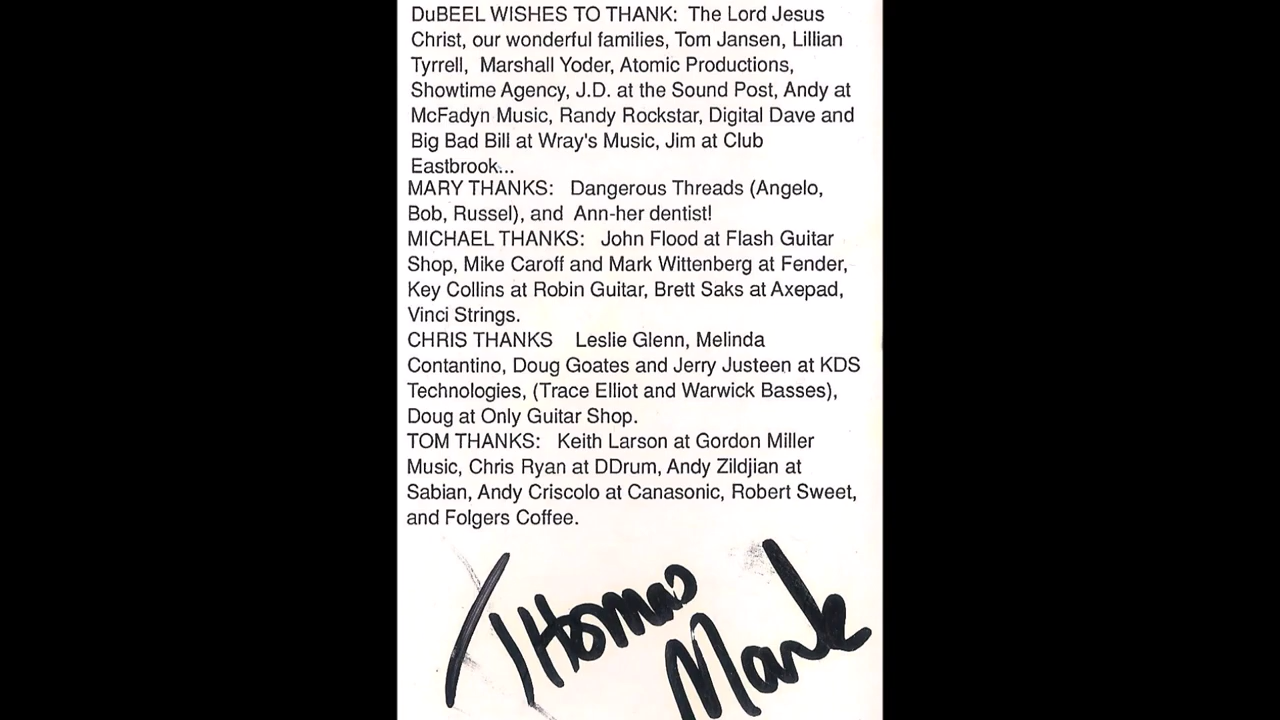 DuBEEL WISHES TO THANK: The Lord Jesus
Christ, our wonderful families, Tom Jansen, Lillian
Tyrrell, Marshall Yoder, Atomic Productions,
Showtime Agency, J.D. at the Sound Post, Andy at
McFadyn Music, Randy Rockstar, Digital Dave and
Big Bad Bill at Wray's Music, Jim at Club
Eastbrook...
MARY THANKS: Dangerous Threads (Angelo,
Bob, Russel), and Ann-her dentist!
MICHAEL THANKS: John Flood at Flash Guitar
Shop, Mike Caroff and Mark Wittenberg at Fender,
Key Collins at Robin Guitar, Brett Saks at Axepad,
Vinci Strings.
CHRIS THANKS Leslie Glenn, Melinda
Contantino, Doug Goates and Jerry Justeen at KDS
Technologies, (Trace Elliot and Warwick Basses),
Doug at Only Guitar Shop.
TOM THANKS: Keith Larson at Gordon Miller
Music, Chris Ryan at DDrum, Andy Zildjian at
Sabian, Andy Criscolo at Canasonic, Robert Sweet,
and Folgers Coffee.
THomas
Mark